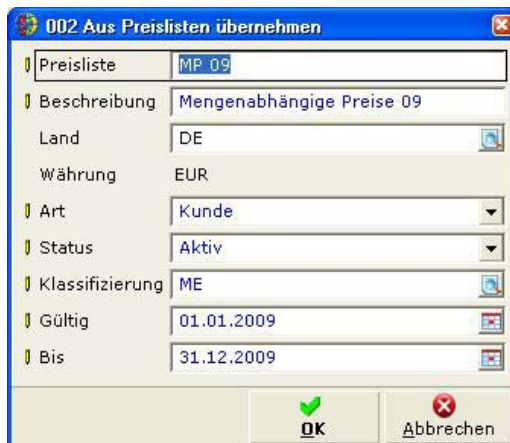 002 Aus Preislisten übernehmen
Preisliste MP 09
Beschreibung Mengenabhängige Preise 09
Land DE
Währung EUR
Art Kunde
Status Aktiv
Klassifizierung ME
Gültig 01.01.2009
Bis 31.12.2009
OK Abbrechen